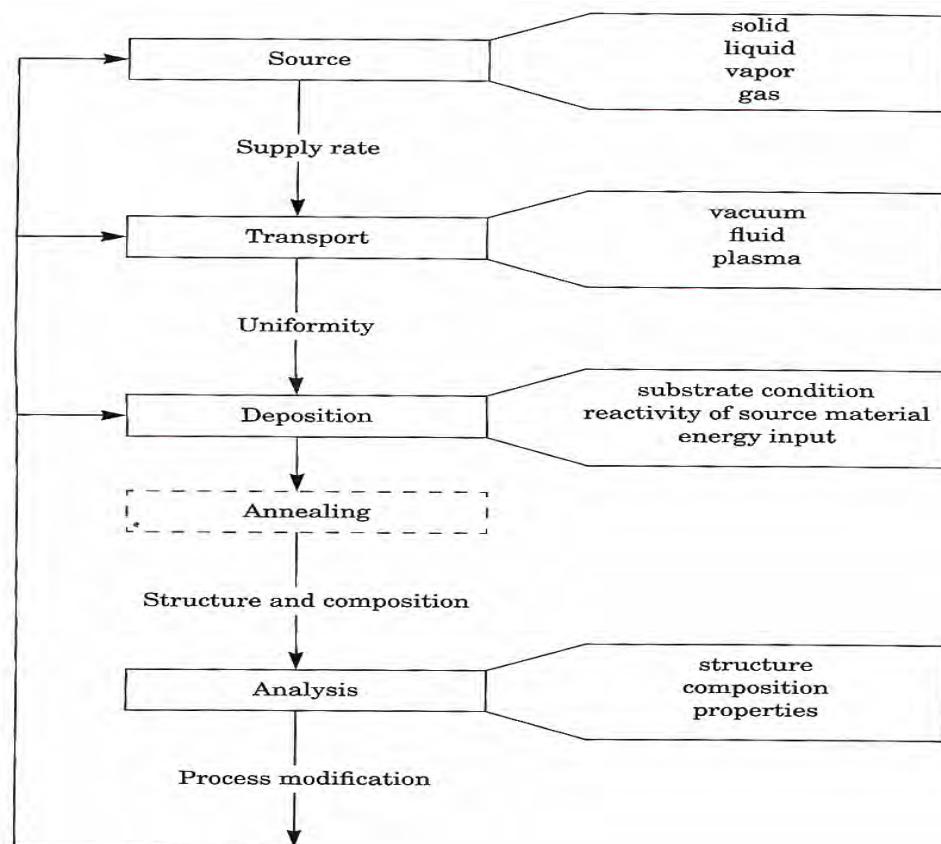 Source
solid
liquid
vapor
gas
Supply rate
Transport
vacuum
fluid
plasma
Uniformity
Deposition
substrate condition
reactivity of source material
energy input
Annealing
Structure and composition
Analysis
structure
composition
properties
Process modification